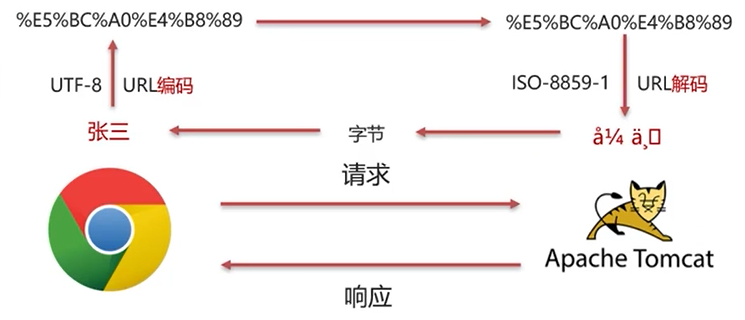 %E5%BC%A0%E4%B8%89
%E5%BC%A0%E4%B8%89
UTF-8 URL编码
ISO-8859-1 URL解码
张三
字节
å¼ ä¸
请求
Apache Tomcat
响应